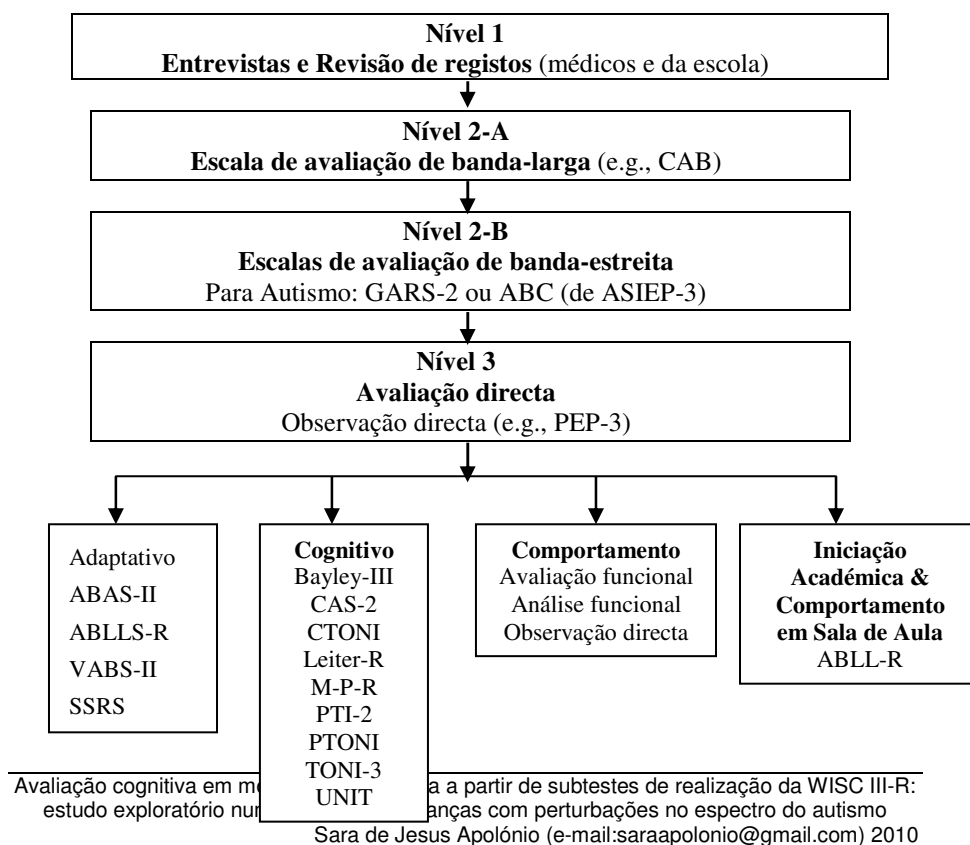 Nível 1
Entrevistas e Revisão de registos (médicos e da escola)
Nível 2-A
Escala de avaliação de banda-larga (e.g., CAB)
Nível 2-B
Escalas de avaliação de banda-estreita
Para Autismo: GARS-2 ou ABC (de ASIEP-3)
Nível 3
Avaliação directa
Observação directa (e.g., PEP-3)
Adaptativo
ABAS-II
ABLLS-R
VABS-II
SSRS
Cognitivo
Bayley-III
CAS-2
CTONI
Leiter-R
M-P-R
PTI-2
PTONI
TONI-3
UNIT
Comportamento
Avaliação funcional
Análise funcional
Observação directa
Iniciação
Académica &
Comportamento
em Sala de Aula
ABLL-R
Avaliação cognitiva em a partir de subtestes de realização da WISC III-R:
estudo exploratório com perturbações no espectro do autismo
Sara de Jesus Apolónio (e-mail:saraapolonio@gmail.com) 2010